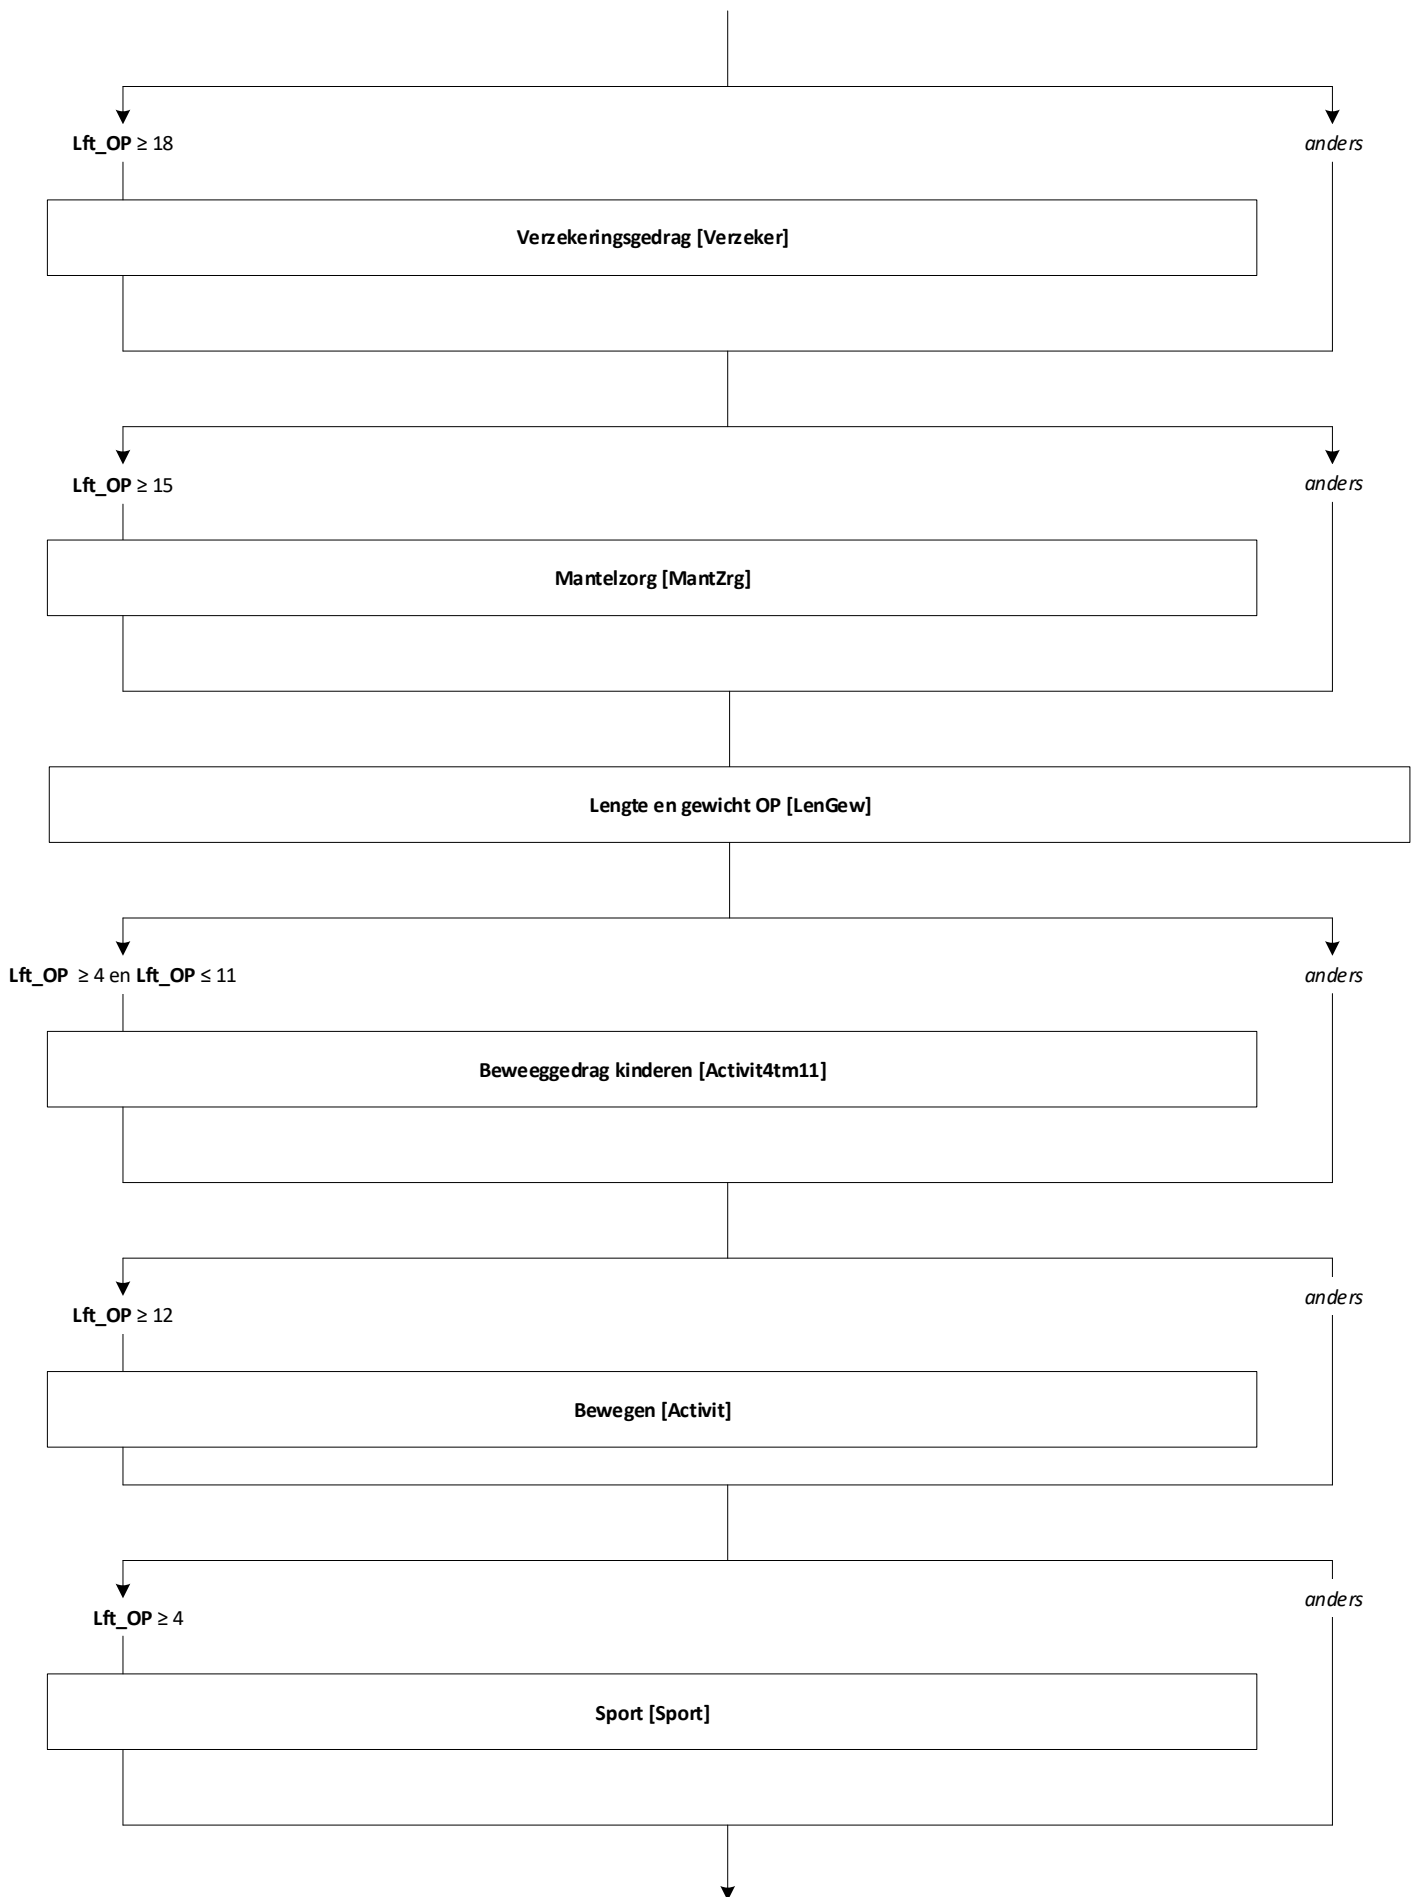 Lft_OP ≥ 18
anders
Verzekeringsgedrag [Verzeker]
Lft_OP ≥ 15
anders
Mantelzorg [MantZrg]
Lengte en gewicht OP [LenGew]
Lft_OP ≥ 4 en Lft_OP ≤ 11
anders
Beweeggedrag kinderen [Activit4tm11]
Lft_OP ≥ 12
anders
Bewegen [Activit]
Lft_OP ≥ 4
anders
Sport [Sport]